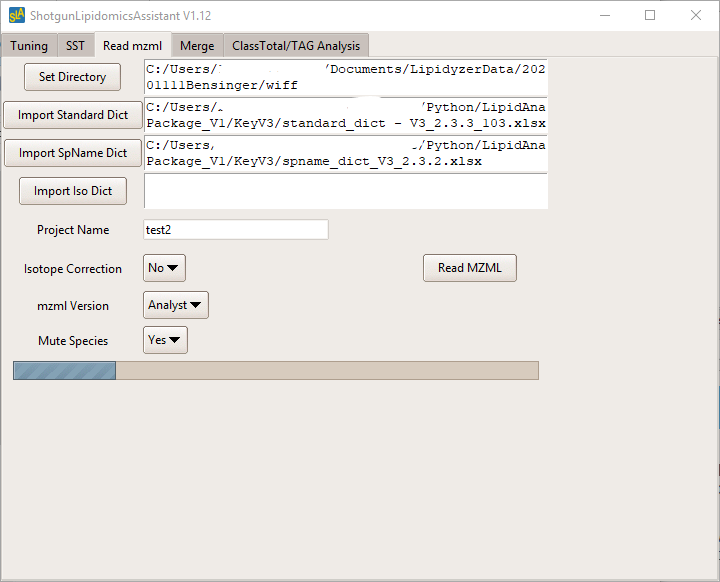 SLA ShotgunLipidomicsAssistant V1.12
Tuning SST Read mzml Merge ClassTotal/TAG Analysis
Set Directory
C:/Users/ /Documents/LipidyzerData/202
01111Bensinger/wiff
Import Standard Dict
C:/Users/ /Python/LipidAna
Package_V1/KeyV3/standard_dict - V3_2.3.3_103.xlsx
Import SpName Dict
C:/Users, /Python/LipidAna
Package_V1/KeyV3/spname_dict_V3_2.3.2.xlsx
Import Iso Dict
Project Name test2
Isotope Correction No Read MZML
mzml Version Analyst
Mute Species Yes